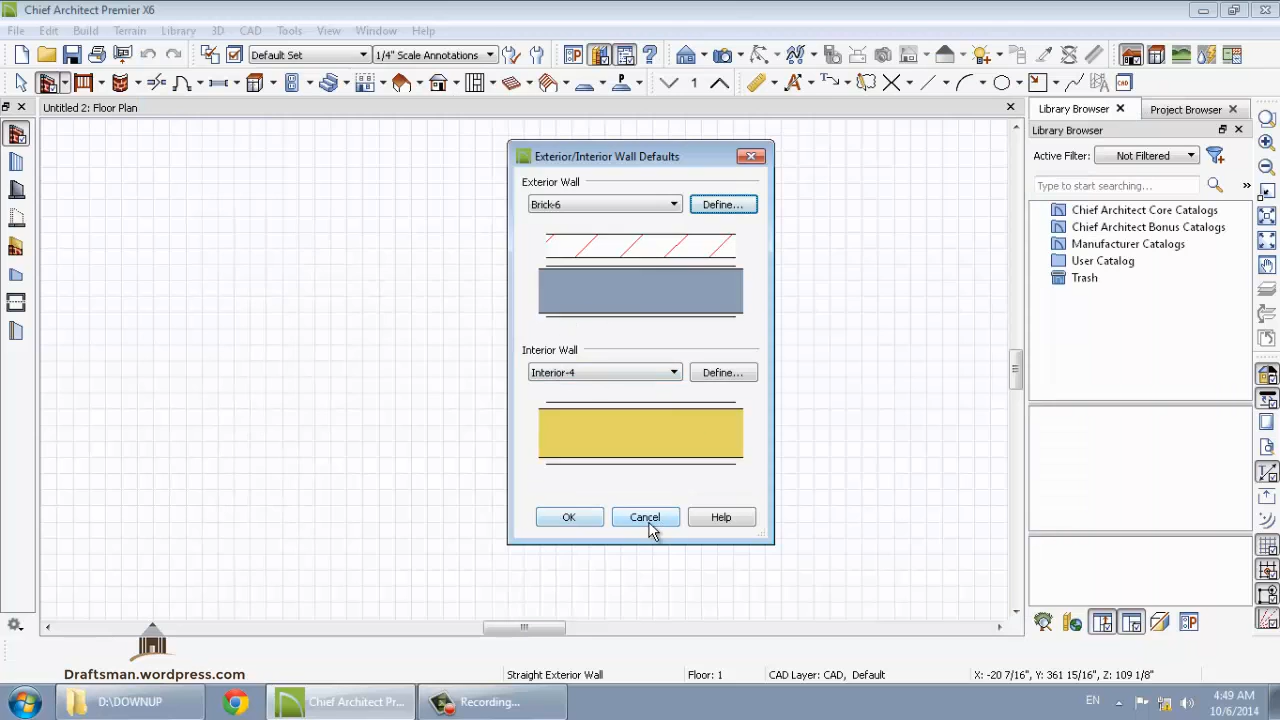 Chief Architect Premier X6
File Edit Build Terrain Library 3D CAD Tools View Window Help
Default Set 1/4" Scale Annotations
Untitled 2: Floor Plan
Library Browser Project Browser
Library Browser
Active Filter: Not Filtered
Type to start searching... »
Chief Architect Core Catalogs
Chief Architect Bonus Catalogs
Manufacturer Catalogs
User Catalog
Trash
Exterior/Interior Wall Defaults
Exterior Wall
Brick-6 Define...
Interior Wall
Interior-4 Define...
OK Cancel Help
Draftsman.wordpress.com
Straight Exterior Wall Floor: 1 CAD Layer: CAD, Default X: -20 7/16", Y: 361 15/16", Z: 109 1/8"
D:\DOWNUP Chief Architect Pr... Recording... EN 4:49 AM
10/6/2014